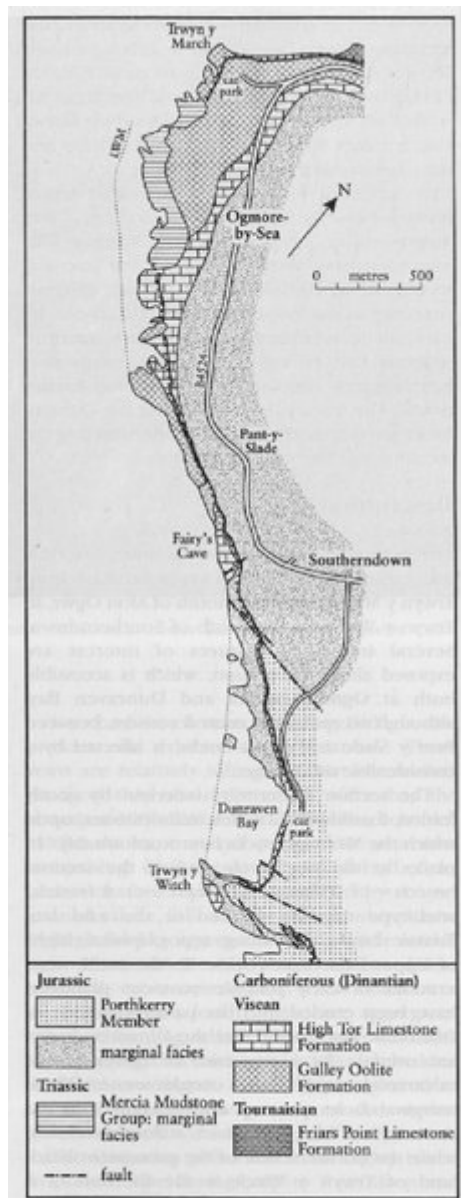 Trwyn y
March
car
park
LWM
Ogmore-
by-Sea
N
0 metres 500
B4524
Pant-y-
Slade
Fairy's
Cave
Southerndown
Dunraven
Bay
car
park
Trwyn y
Witch
Jurassic
Porthkerry
Member
marginal facies
Triassic
Mercia Mudstone
Group: marginal
facies
fault
Carboniferous (Dinantian)
Visean
High Tor Limestone
Formation
Gulley Oolite
Formation
Tournaisian
Friars Point Limestone
Formation